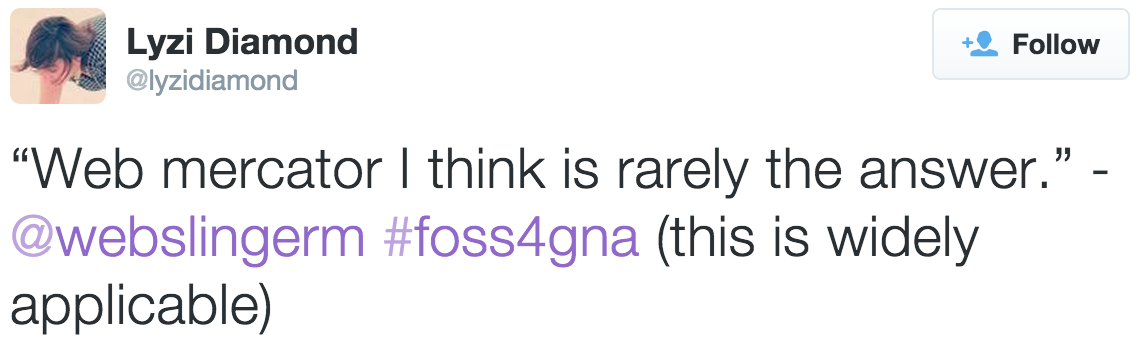 Lyzi Diamond
@lyzidiamond
Follow
“Web mercator I think is rarely the answer.” -
@webslingerm #foss4gna (this is widely
applicable)